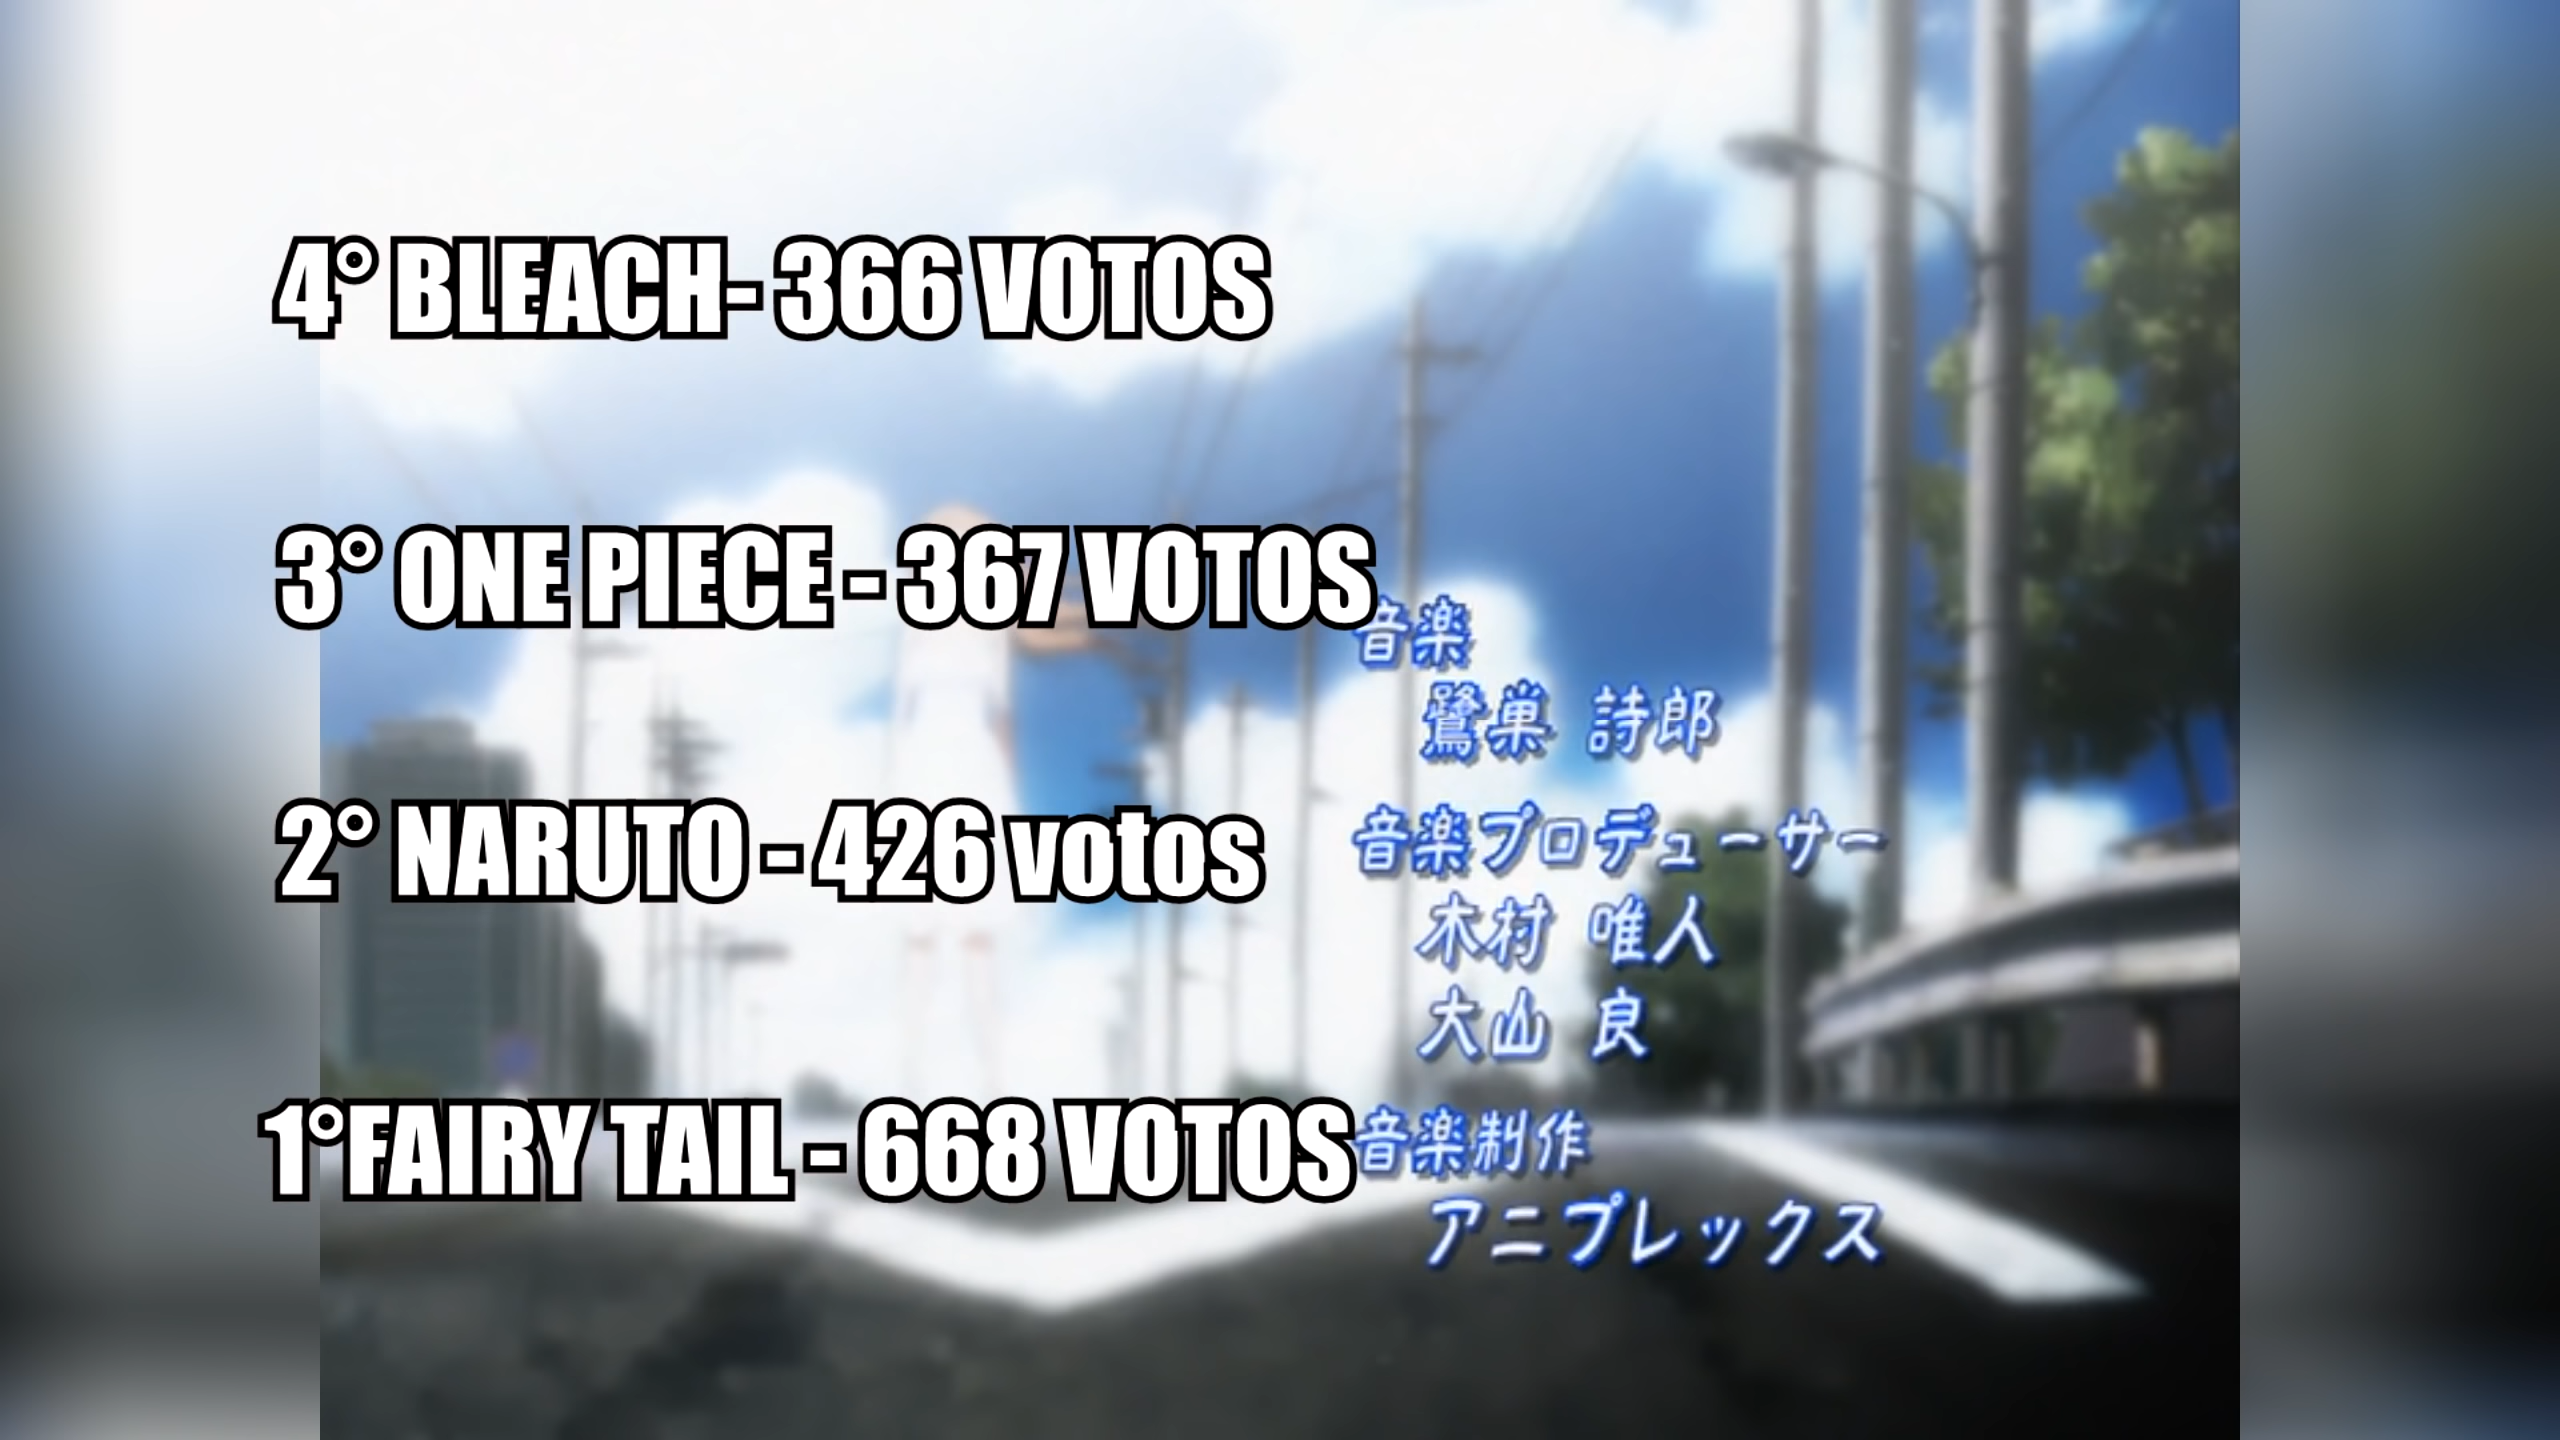 4° BLEACH- 366 VOTOS
3° ONE PIECE - 367 VOTOS
2° NARUTO - 426 votos
1°FAIRY TAIL - 668 VOTOS
音楽
鷺巣 詩郎
音楽プロデューサー
木村 唯人
大山 良
音楽制作
アニプレックス